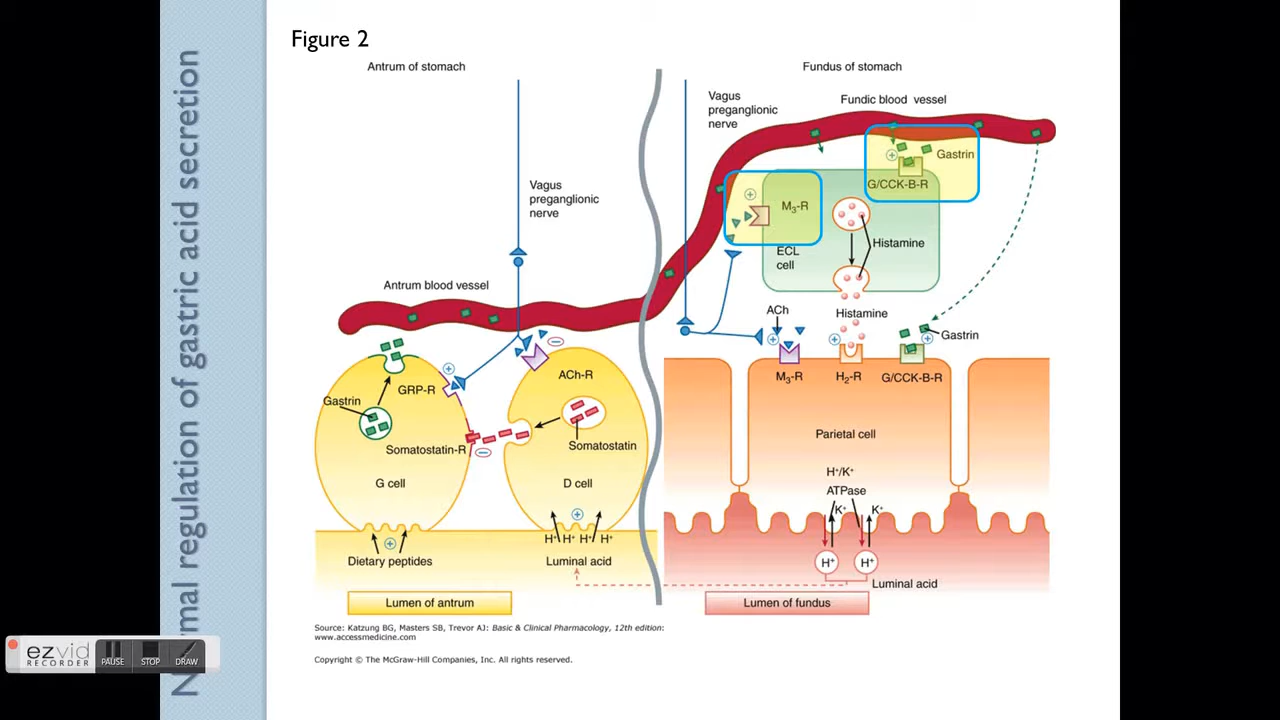 Normal regulation of gastric acid secretion
Figure 2
Antrum of stomach
Fundus of stomach
Vagus
preganglionic
nerve
Fundic blood vessel
Gastrin
G/CCK-B-R
M₃-R
Vagus
preganglionic
nerve
Histamine
ECL
cell
Antrum blood vessel
ACh
Histamine
Gastrin
M₃-R
H₂-R
G/CCK-B-R
GRP-R
ACh-R
Gastrin
Somatostatin-R
Somatostatin
Parietal cell
G cell
D cell
H⁺/K⁺
ATPase
K⁺
K⁺
H⁺ H⁺ H⁺ H⁺
H⁺
H⁺
Dietary peptides
Luminal acid
Luminal acid
Lumen of antrum
Lumen of fundus
Source: Katzung BG, Masters SB, Trevor AJ: Basic & Clinical Pharmacology, 12th edition:
www.accessmedicine.com
Copyright © The McGraw-Hill Companies, Inc. All rights reserved.
ezvid
RECORDER
PAUSE
STOP
DRAW